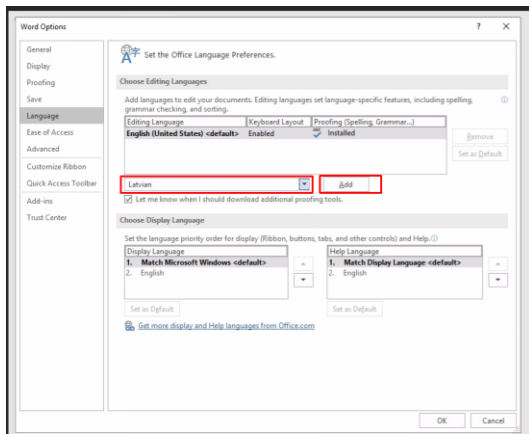 Word Options
?
General
Display
Proofing
Save
Language
Ease of Access
Advanced
Customize Ribbon
Quick Access Toolbar
Add-ins
Trust Center
Set the Office Language Preferences.
Choose Editing Languages
Add languages to edit your documents. Editing languages set language-specific features, including spelling,
grammar checking, and sorting.
Editing Language Keyboard Layout Proofing (Spelling, Grammar...)
English (United States) <default> Enabled Installed
Remove
Set as Default
Latvian Add
Let me know when I should download additional proofing tools.
Choose Display Language
Set the language priority order for display (Ribbon, buttons, tabs, and other controls) and Help.
Display Language
1. Match Microsoft Windows <default>
2. English
Set as Default
Help Language
1. Match Display Language <default>
2. English
Set as Default
Get more display and Help languages from Office.com
OK Cancel